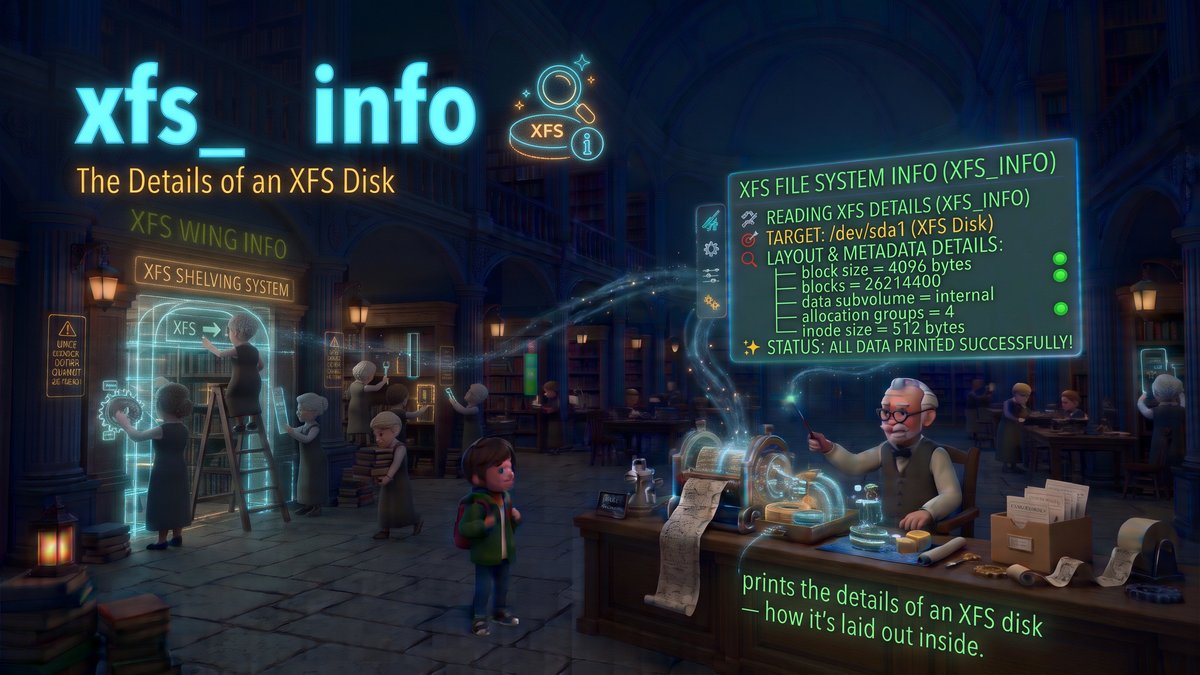 xfs_ info
XFS
i
The Details of an XFS Disk
XFS WING INFO
XFS SHELVING SYSTEM
XFS →
XFS FILE SYSTEM INFO (XFS_INFO)
READING XFS DETAILS (XFS_INFO)
TARGET: /dev/sda1 (XFS Disk)
LAYOUT & METADATA DETAILS:
block size = 4096 bytes
blocks = 26214400
data subvolume = internal
allocation groups = 4
inode size = 512 bytes
STATUS: ALL DATA PRINTED SUCCESSFULLY!
prints the details of an XFS disk
— how it's laid out inside.